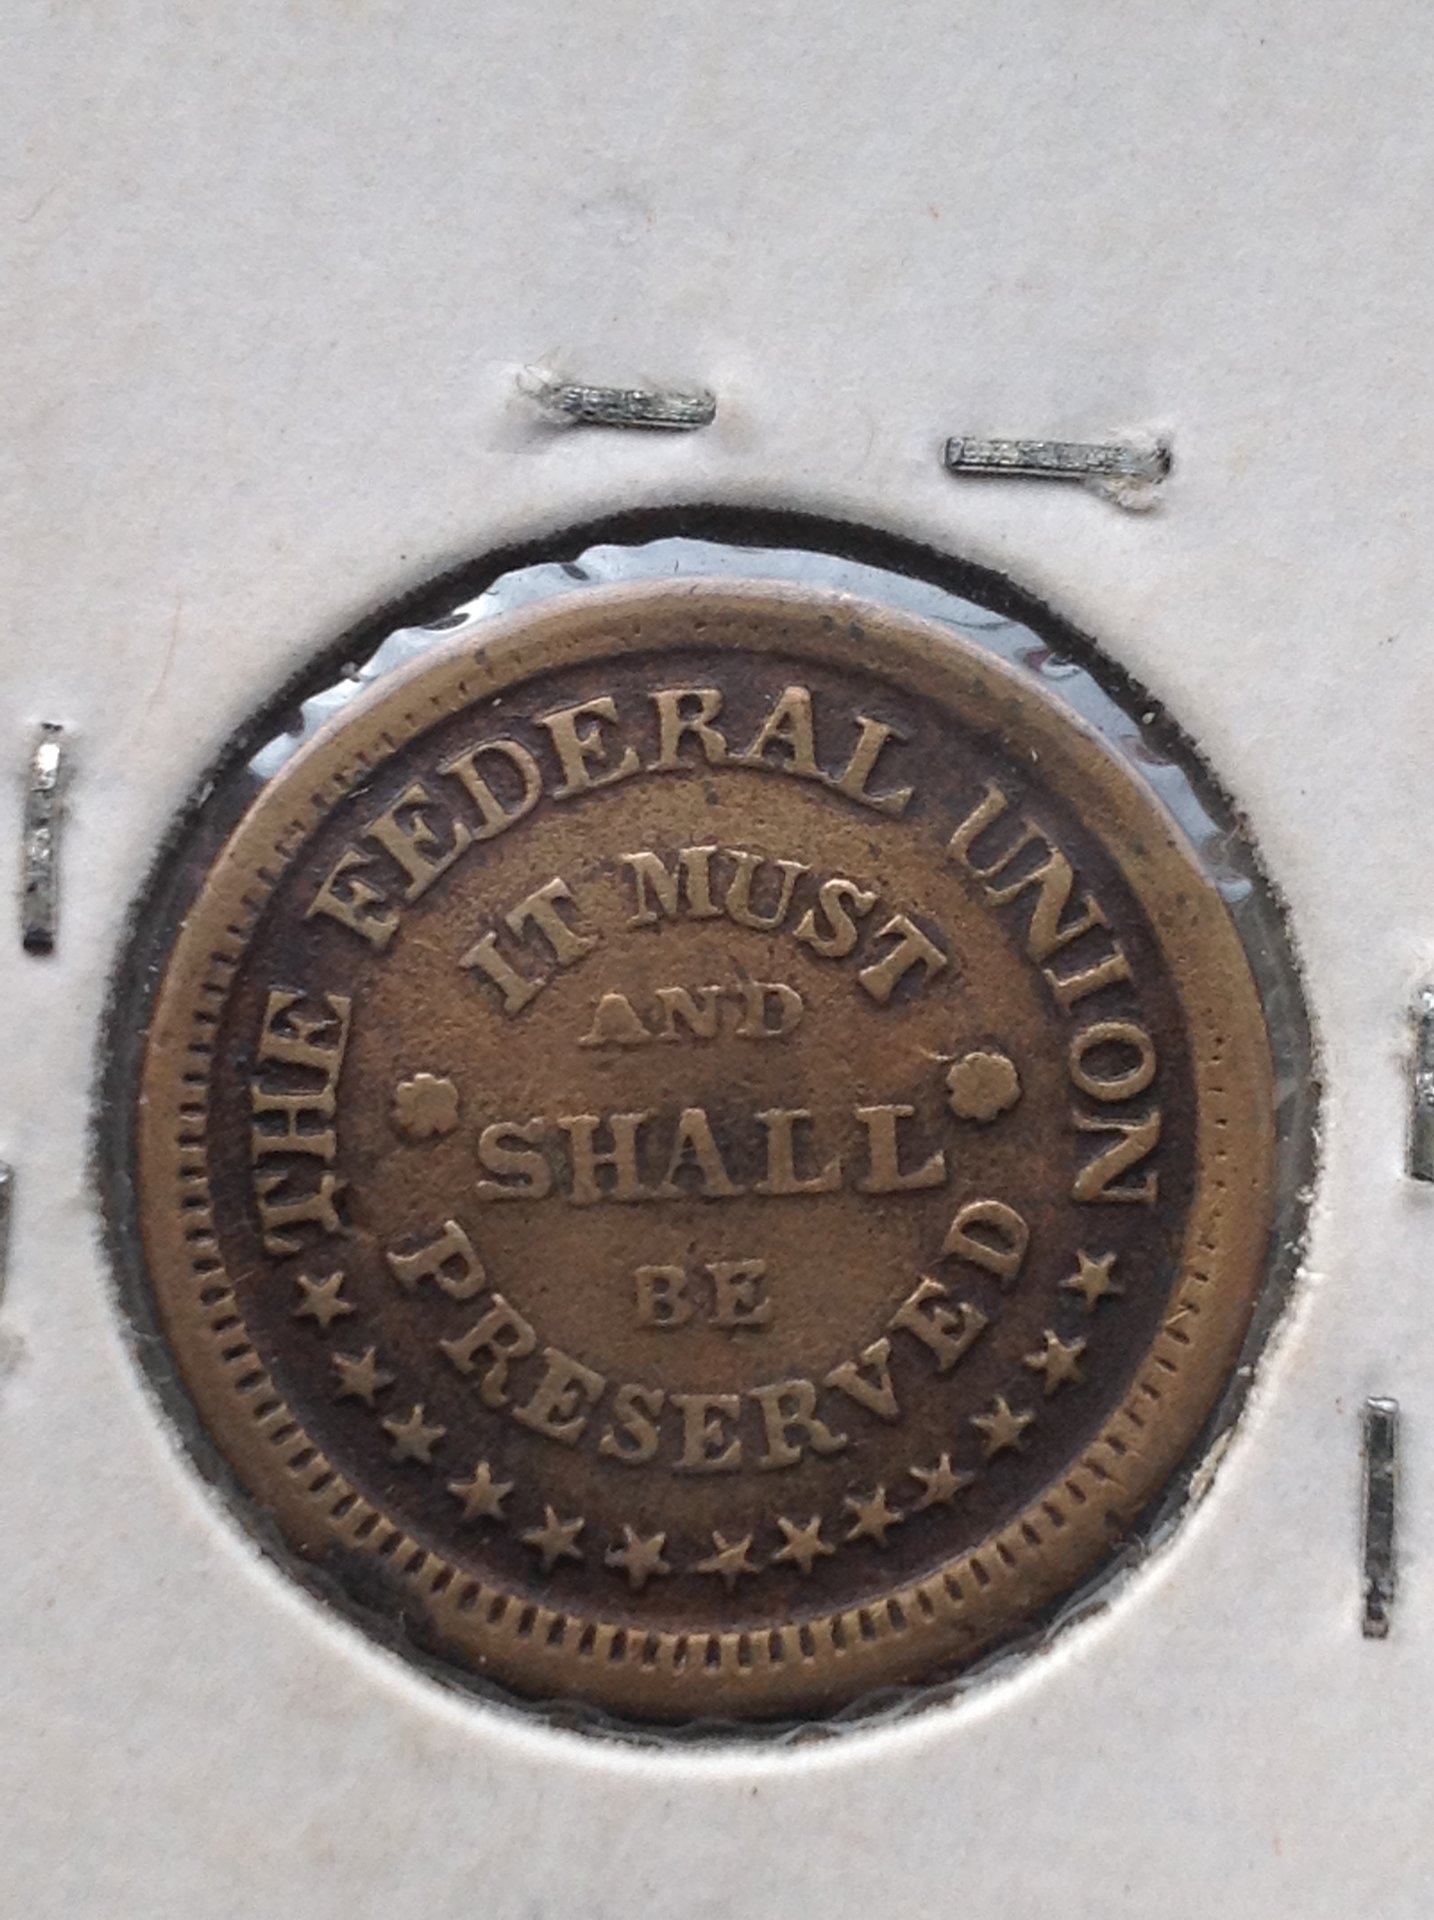 THE FEDERAL UNION
IT MUST
AND
SHALL
BE
PRESERVED